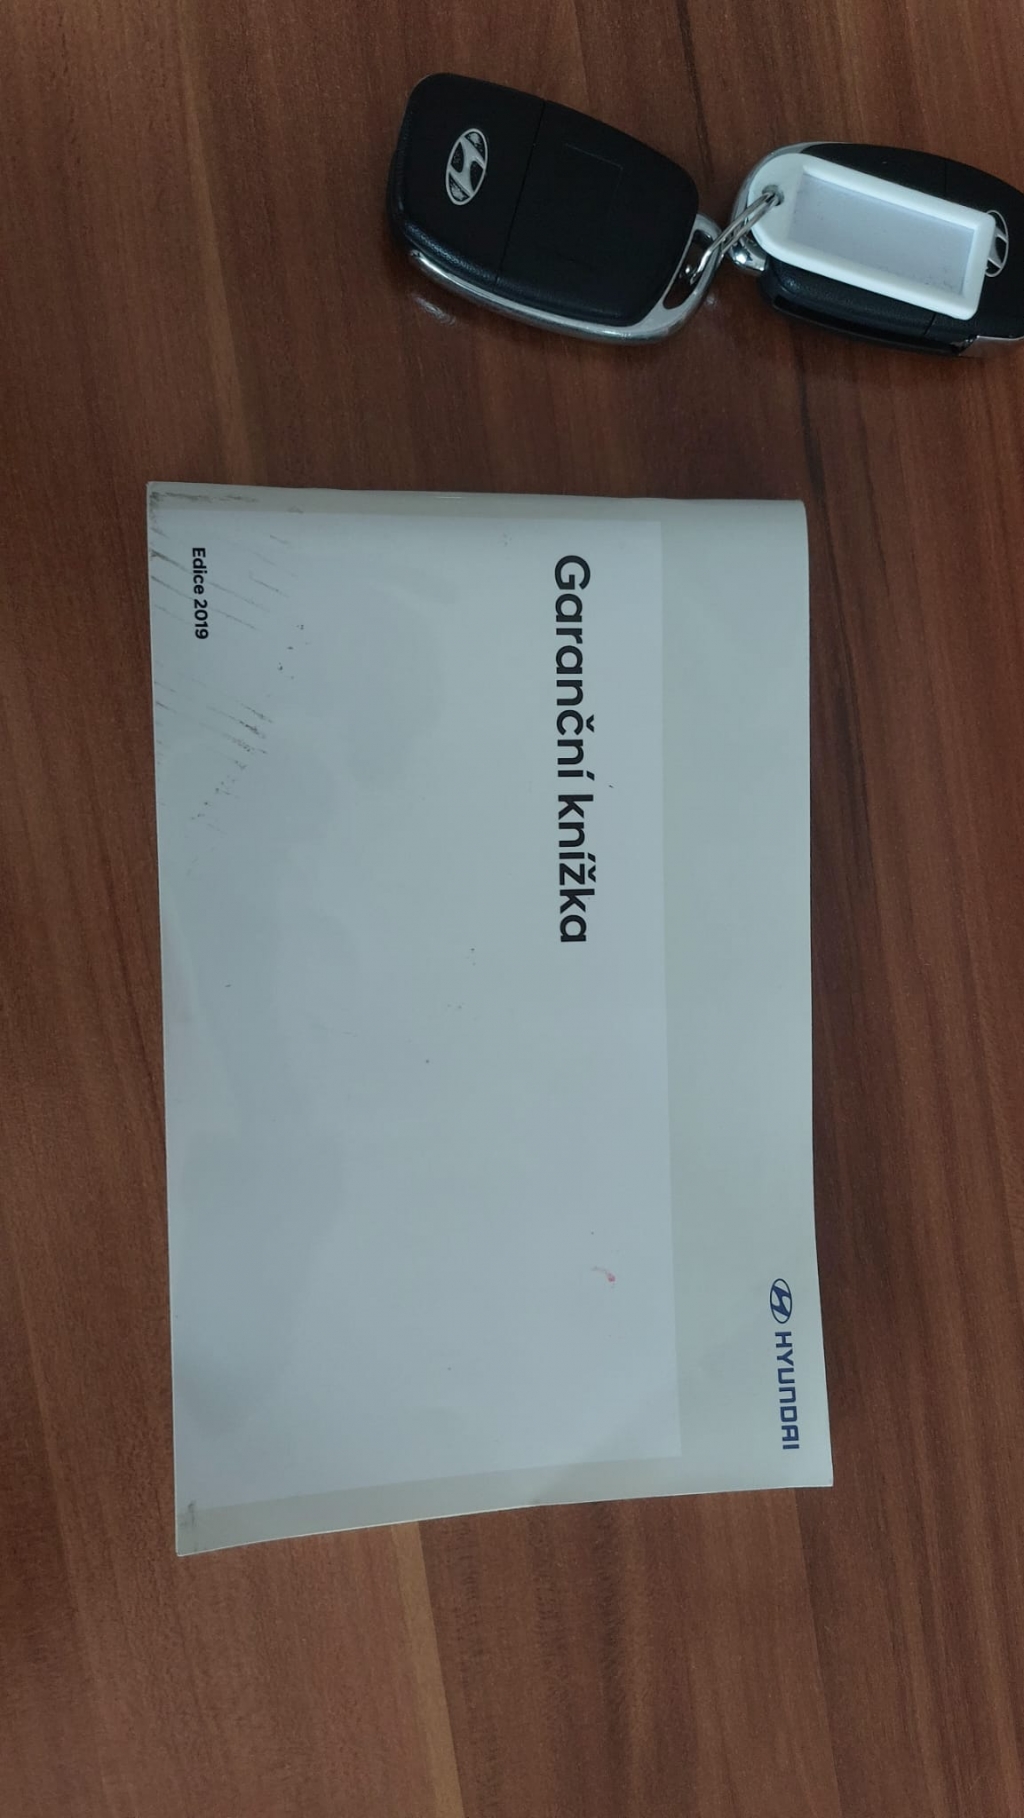 HYUNDAI
Garanční knížka
Edice 2019